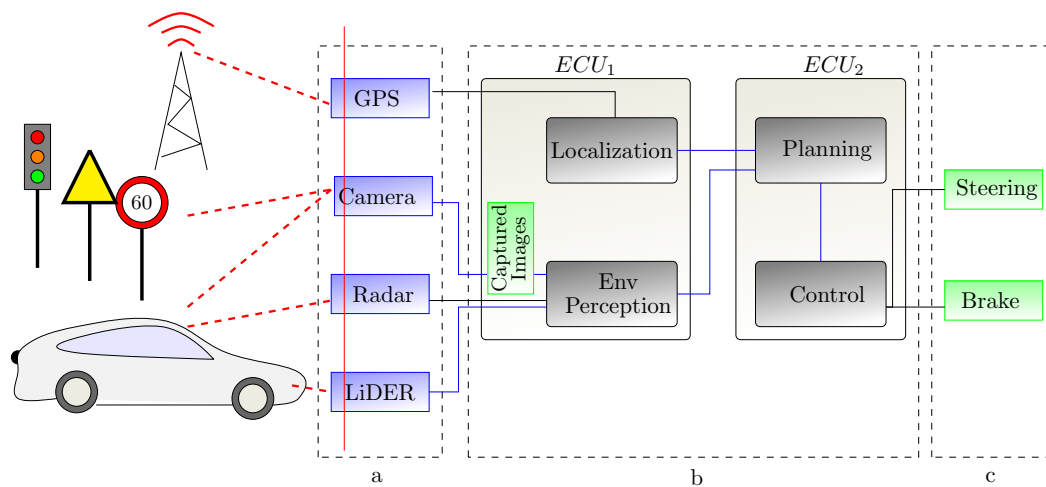 ECU₁
ECU₂
GPS
Localization
Planning
60
Camera
Steering
Captured
Images
Radar
Env
Perception
Control
Brake
LiDER
a
b
c